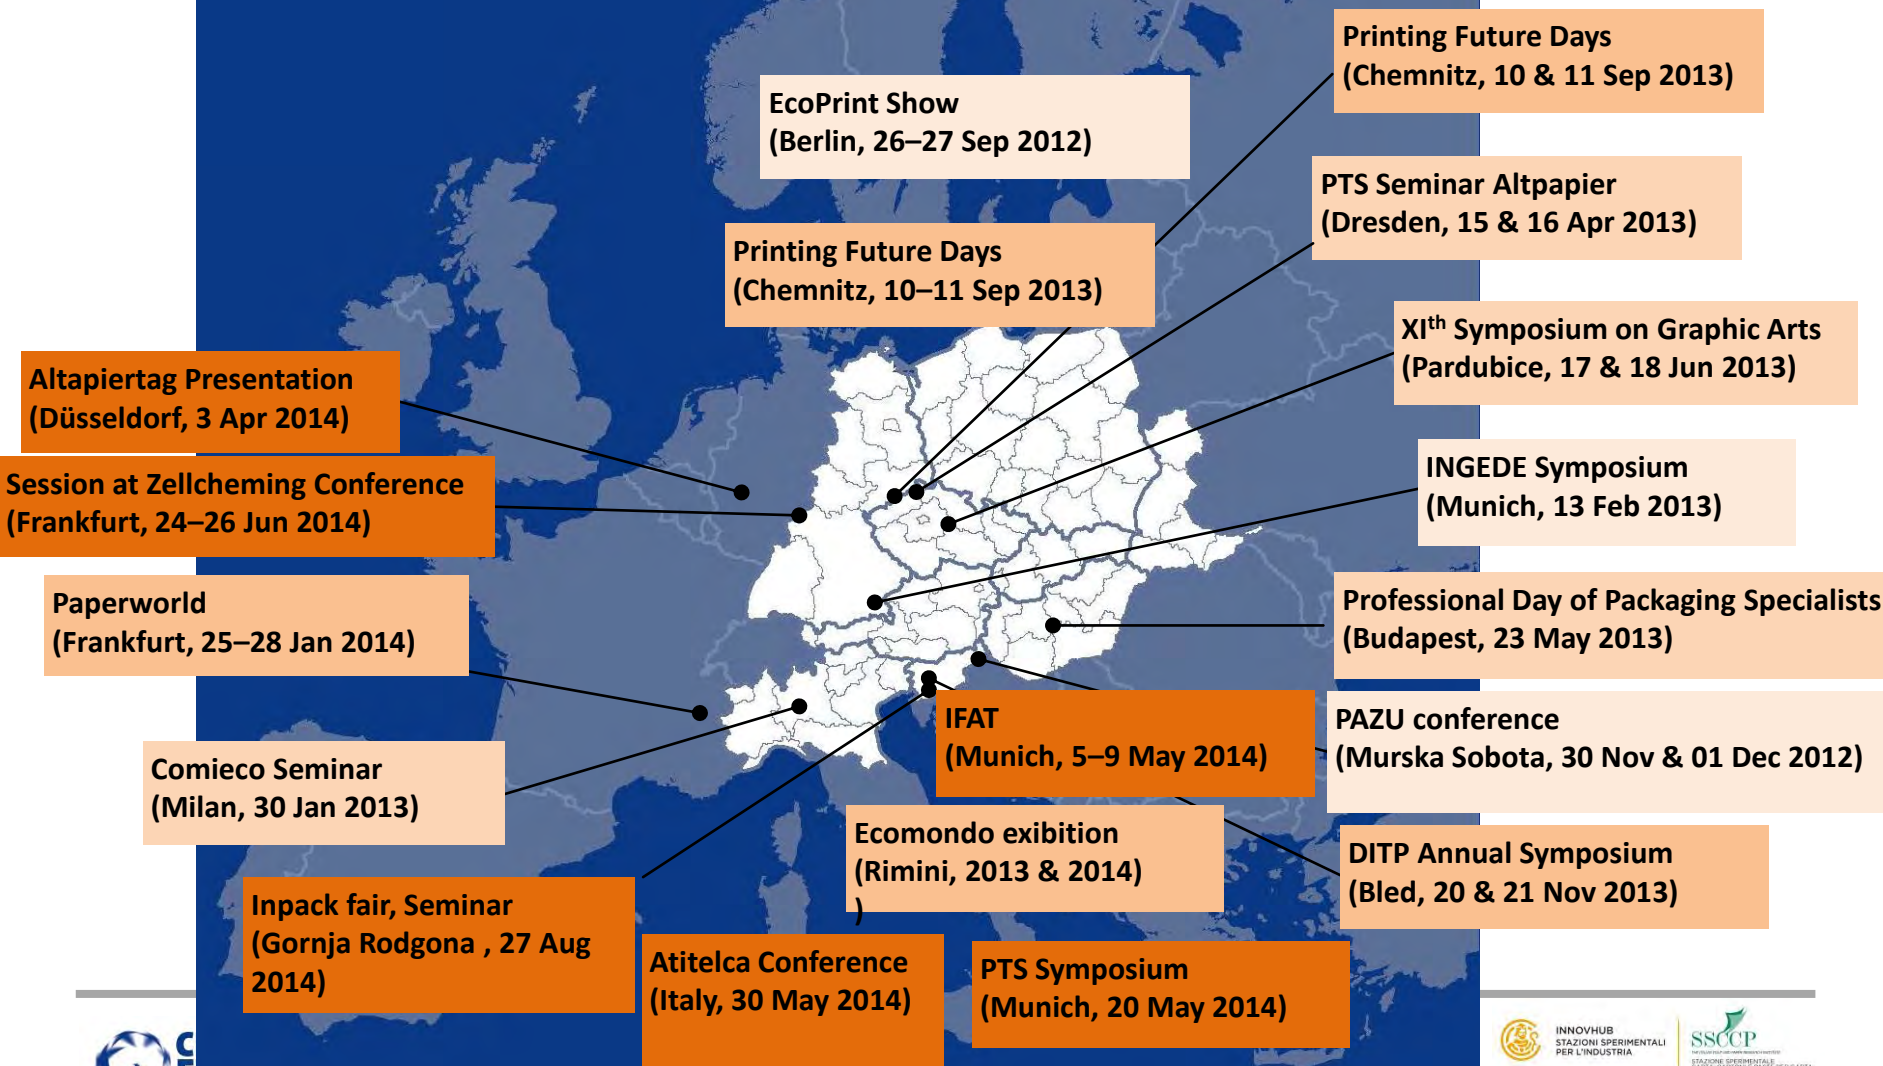 Printing Future Days
(Chemnitz, 10 & 11 Sep 2013)
EcoPrint Show
(Berlin, 26–27 Sep 2012)
PTS Seminar Altpapier
(Dresden, 15 & 16 Apr 2013)
Printing Future Days
(Chemnitz, 10–11 Sep 2013)
XIth Symposium on Graphic Arts
(Pardubice, 17 & 18 Jun 2013)
Altapiertag Presentation
(Düsseldorf, 3 Apr 2014)
INGEDE Symposium
(Munich, 13 Feb 2013)
Session at Zellcheming Conference
(Frankfurt, 24–26 Jun 2014)
Paperworld
(Frankfurt, 25–28 Jan 2014)
Professional Day of Packaging Specialists
(Budapest, 23 May 2013)
IFAT
(Munich, 5–9 May 2014)
PAZU conference
(Murska Sobota, 30 Nov & 01 Dec 2012)
Comieco Seminar
(Milan, 30 Jan 2013)
Ecomondo exibition
(Rimini, 2013 & 2014)
)
DITP Annual Symposium
(Bled, 20 & 21 Nov 2013)
Inpack fair, Seminar
(Gornja Rodgona , 27 Aug
2014)
Atitelca Conference
(Italy, 30 May 2014)
PTS Symposium
(Munich, 20 May 2014)
INNOVHUB
STAZIONI SPERIMENTALI
PER L'INDUSTRIA
SSCCP